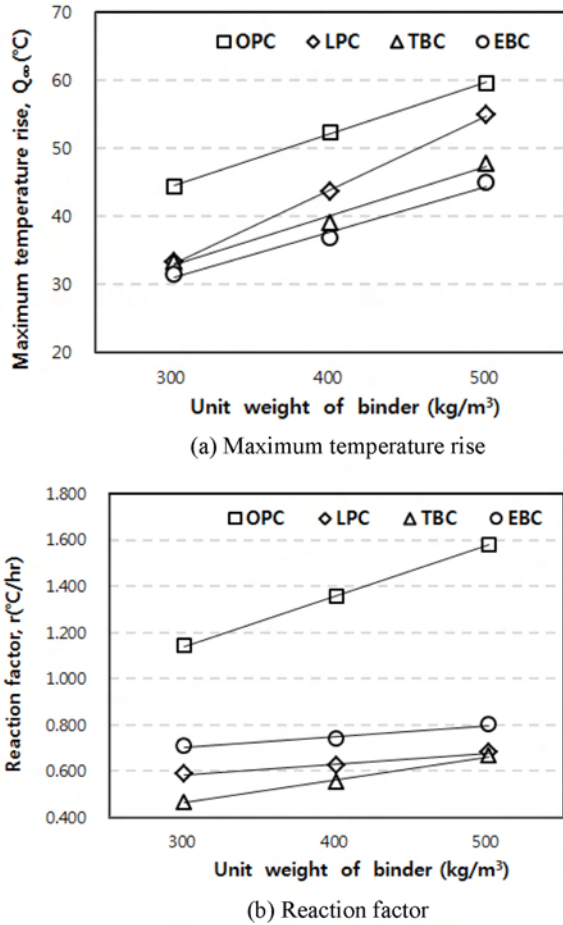 70
OPC LPC TBC EBC
60
50
40
30
20
Maximum temperature rise, Q∞(℃)
300 400 500
Unit weight of binder (kg/m³)
(a) Maximum temperature rise
1.800
OPC LPC TBC EBC
1.600
1.400
1.200
1.000
0.800
0.600
0.400
Reaction factor, r(℃/hr)
300 400 500
Unit weight of binder (kg/m³)
(b) Reaction factor